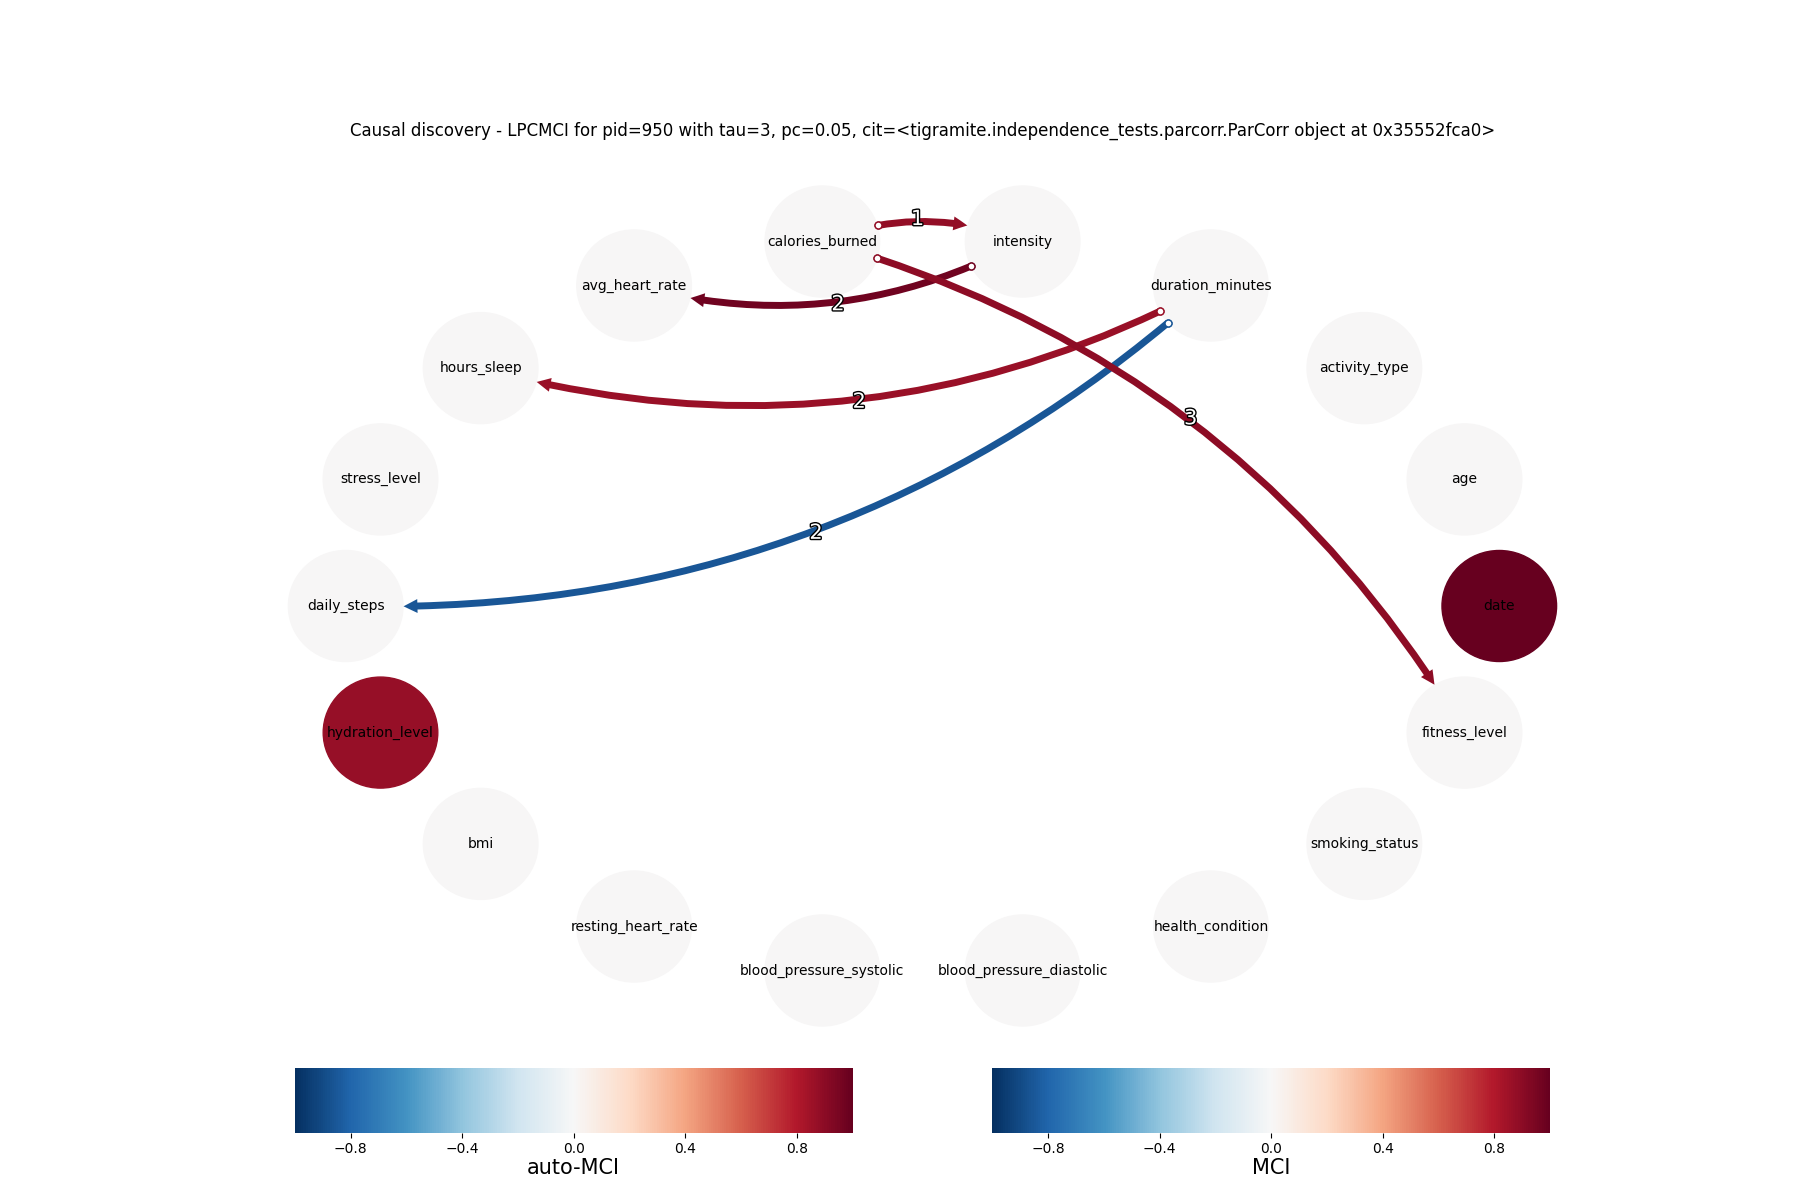 Causal discovery - LPCMCI for pid=950 with tau=3, pc=0.05, cit=<tigramite.independence_tests.parcorr.ParCorr object at 0x35552fca0>
1
calories_burned
intensity
avg_heart_rate
duration_minutes
2
hours_sleep
activity_type
2
3
stress_level
age
2
daily_steps
date
hydration_level
fitness_level
bmi
smoking_status
resting_heart_rate
health_condition
blood_pressure_systolic
blood_pressure_diastolic
−0.8 −0.4 0.0 0.4 0.8
auto-MCI
−0.8 −0.4 0.0 0.4 0.8
MCI